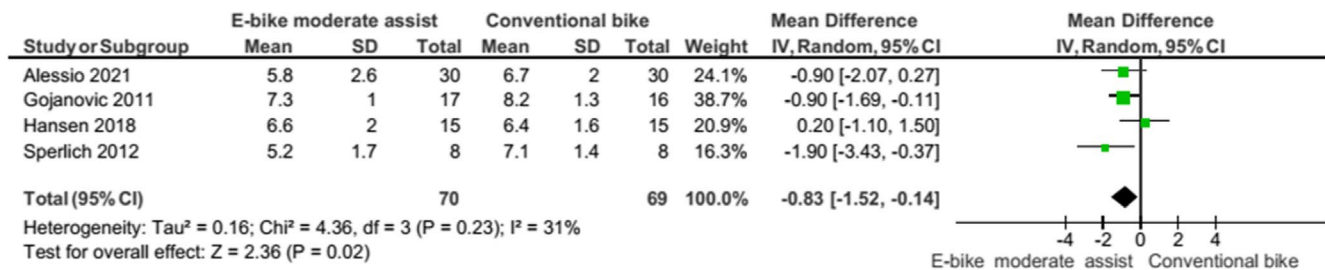 E-bike moderate assist Conventional bike Mean Difference Mean Difference
Study or Subgroup Mean SD Total Mean SD Total Weight IV, Random, 95% CI IV, Random, 95% CI
Alessio 2021 5.8 2.6 30 6.7 2 30 24.1% -0.90 [-2.07, 0.27]
Gojanovic 2011 7.3 1 17 8.2 1.3 16 38.7% -0.90 [-1.69, -0.11]
Hansen 2018 6.6 2 15 6.4 1.6 15 20.9% 0.20 [-1.10, 1.50]
Sperlich 2012 5.2 1.7 8 7.1 1.4 8 16.3% -1.90 [-3.43, -0.37]
Total (95% CI) 70 69 100.0% -0.83 [-1.52, -0.14]
Heterogeneity: Tau² = 0.16; Chi² = 4.36, df = 3 (P = 0.23); I² = 31%
Test for overall effect: Z = 2.36 (P = 0.02)
-4 -2 0 2 4
E-bike moderate assist Conventional bike